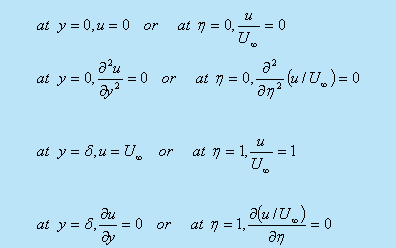 at y = 0, u = 0 or at η = 0, u/U∞ = 0
at y = 0, ∂²u/∂y² = 0 or at η = 0, ∂²/∂η² (u / U∞) = 0
at y = δ, u = U∞ or at η = 1, u/U∞ = 1
at y = δ, ∂u/∂y = 0 or at η = 1, ∂(u / U∞)/∂η = 0